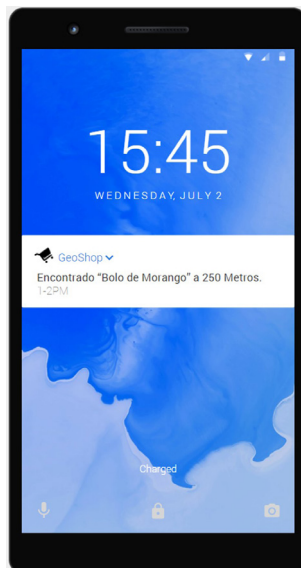 15:45
WEDNESDAY, JULY 2
GeoShop
Encontrado “Bolo de Morango” a 250 Metros.
1-2PM
Charged